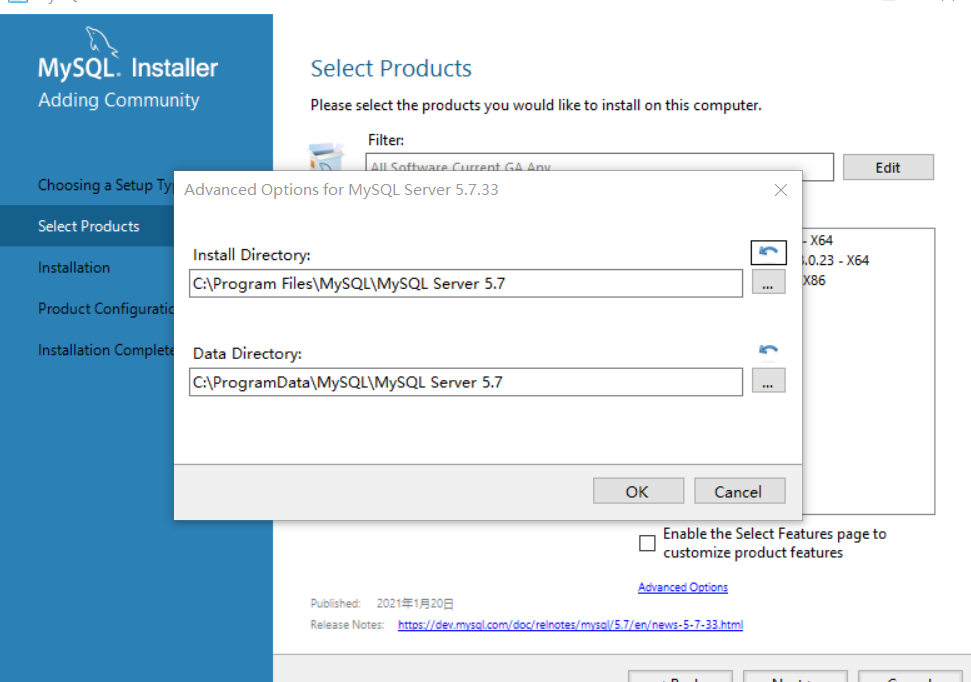 MySQL. Installer
Adding Community
Choosing a Setup Ty
Select Products
Installation
Product Configuratio
Installation Complete
Select Products
Please select the products you would like to install on this computer.
Filter:
All Software,Current GA,Any
Edit
Advanced Options for MySQL Server 5.7.33
Install Directory:
C:\Program Files\MySQL\MySQL Server 5.7
...
Data Directory:
C:\ProgramData\MySQL\MySQL Server 5.7
...
OK
Cancel
- X64
.0.23 - X64
X86
Enable the Select Features page to
customize product features
Advanced Options
Published: 2021年1月20日
Release Notes: https://dev.mysql.com/doc/relnotes/mysql/5.7/en/news-5-7-33.html